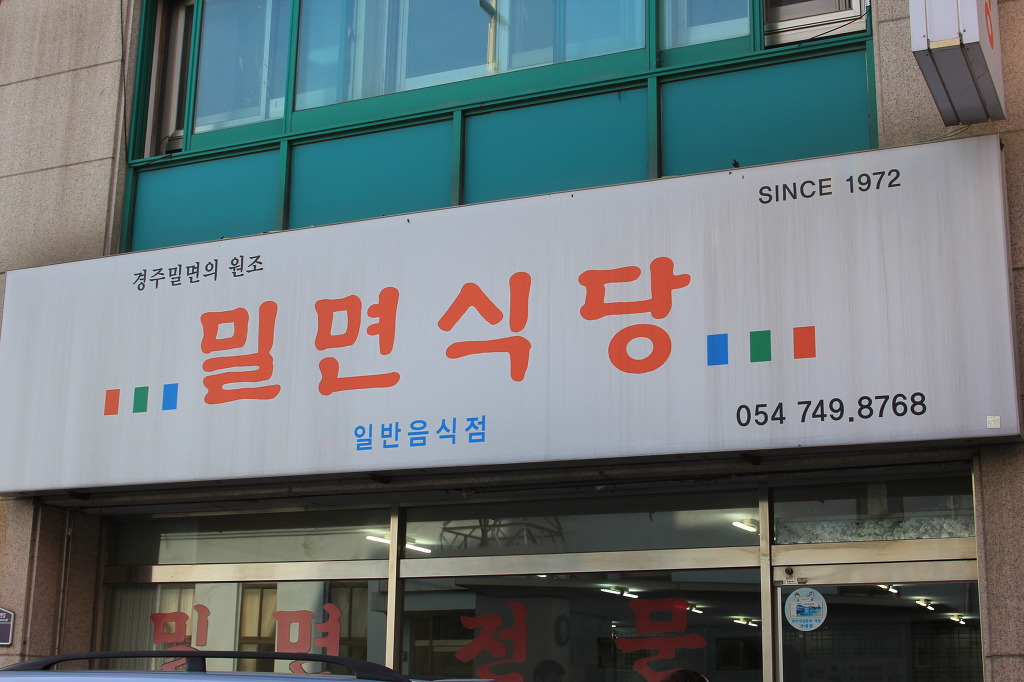 SINCE 1972
경주밀면의 원조
밀면식당
일반음식점
054 749.8768
밀면전문